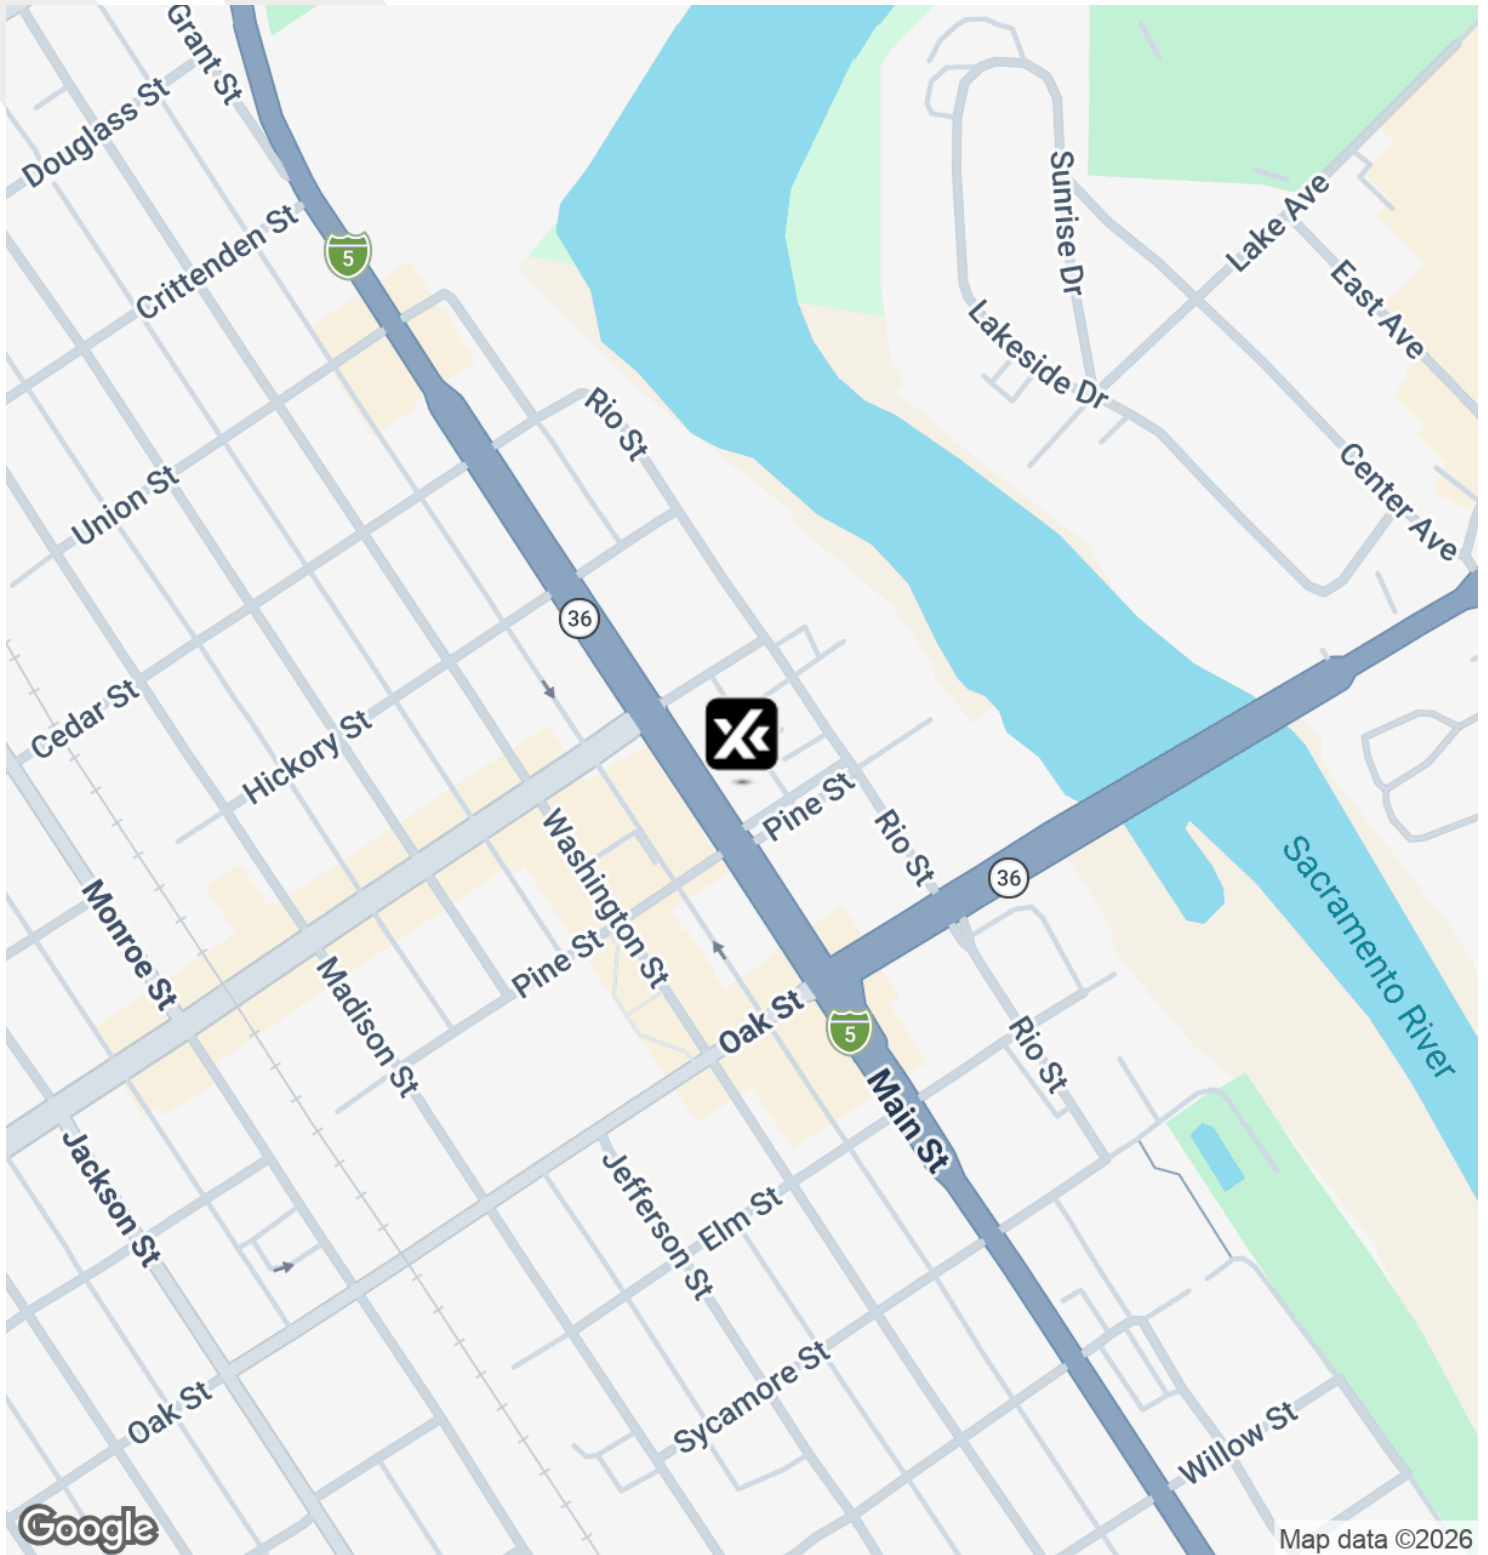 Grant St
Douglass St
Sunrise Dr
Lake Ave
Crittenden St
5
East Ave
Lakeside Dr
Rio St
Union St
Center Ave
36
Cedar St
Hickory St
Pine St
Washington St
Rio St
36
Sacramento River
Monroe St
Pine St
Madison St
Oak St
5
Rio St
Main St
Jackson St
Jefferson St
Elm St
Sycamore St
Oak St
Willow St
Google
Map data ©2026